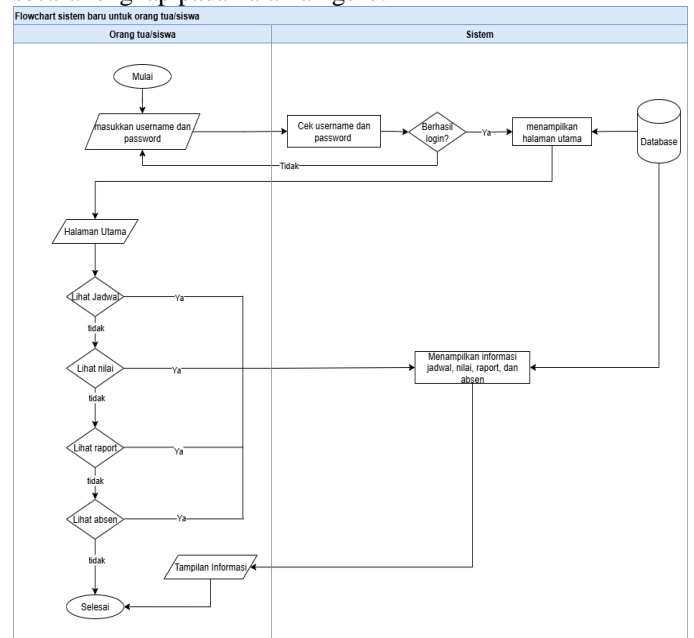 Flowchart sistem baru untuk orang tua/siswa
Orang tua/siswa
Sistem
Mulai
masukkan username dan
password
Cek username dan
password
Berhasil
login?
Ya
menampilkan
halaman utama
Database
Tidak
Halaman Utama
Lihat Jadwal
Ya
tidak
Lihat nilai
Ya
Menampilkan informasi
jadwal, nilai, raport, dan
absen
tidak
Lihat raport
Ya
tidak
Lihat absen
Ya
tidak
Tampilan Informasi
Selesai